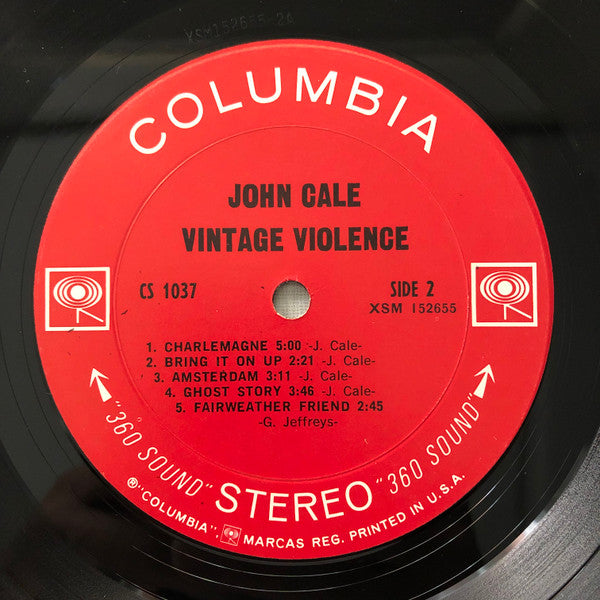 XSM152655-2A
COLUMBIA
JOHN CALE
VINTAGE VIOLENCE
CS 1037
SIDE 2
XSM 152655
1. CHARLEMAGNE 5:00 -J. Cale-
2. BRING IT ON UP 2:21 -J. Cale-
3. AMSTERDAM 3:11 -J. Cale-
4. GHOST STORY 3:46 -J. Cale-
5. FAIRWEATHER FRIEND 2:45
-G. Jeffreys-
"360 SOUND" STEREO "360 SOUND"
® "COLUMBIA", MARCAS REG. PRINTED IN U.S.A.